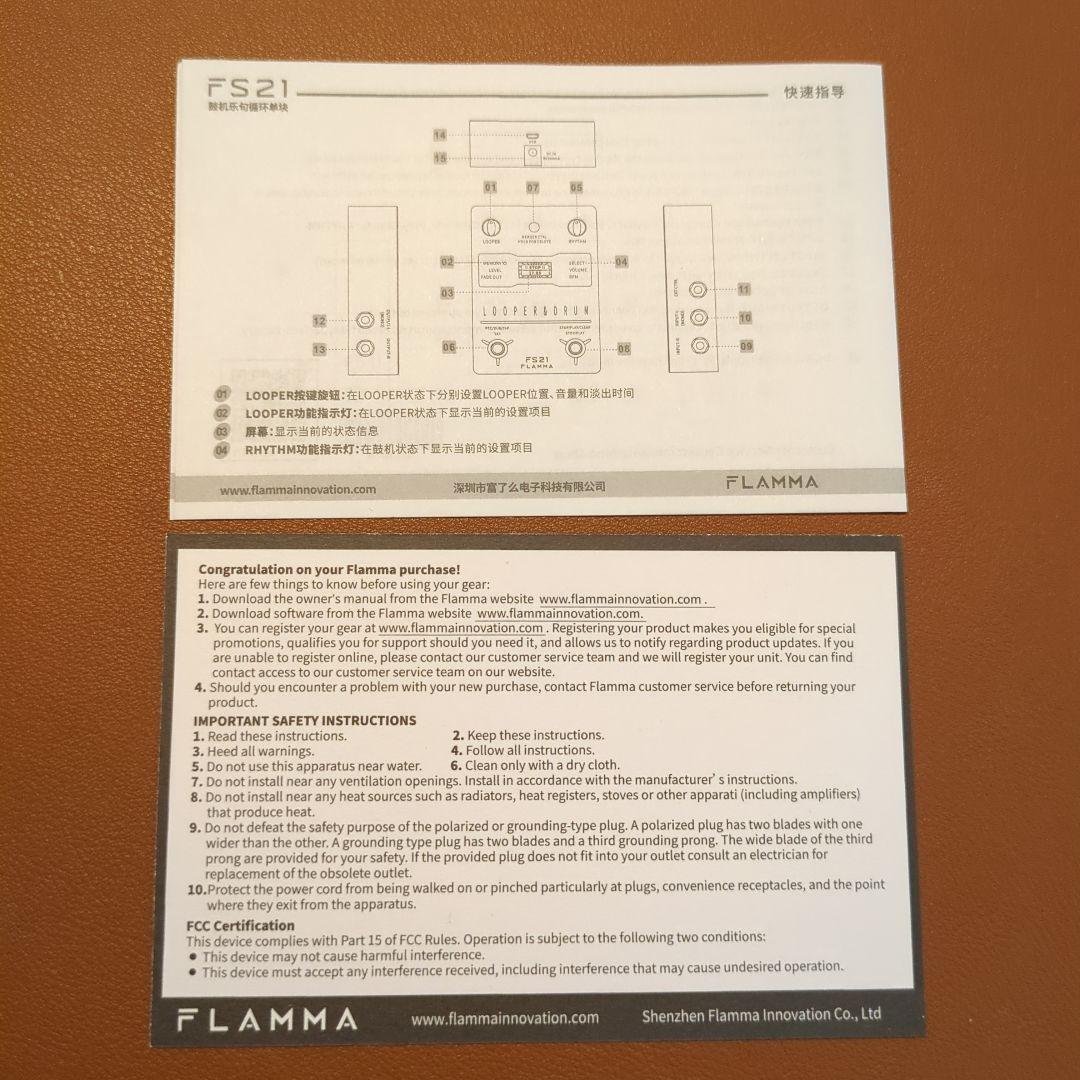 FS21
鼓机乐句循环单块
快速指导
14
15
USB
01
07
05
LOOPER
RHYTHM
02
MEMORY/D
LEVEL
FADE OUT
STOP
SELECT
VOLUME
BPM
04
03
LOOPER&DRUM
12
13
06
FS21
FLAMMA
08
EXT CTRL
11
10
INPUT-R
09
01 LOOPER按键旋钮:在LOOPER状态下分别设置LOOPER位置、音量和淡出时间
02 LOOPER功能指示灯:在LOOPER状态下显示当前的设置项目
03 屏幕:显示当前的状态信息
04 RHYTHM功能指示灯:在鼓机状态下显示当前的设置项目
www.flammainnovation.com
深圳市富了么电子科技有限公司
FLAMMA
Congratulation on your Flamma purchase!
Here are few things to know before using your gear:
1. Download the owner's manual from the Flamma website www.flammainnovation.com .
2. Download software from the Flamma website www.flammainnovation.com.
3. You can register your gear at www.flammainnovation.com . Registering your product makes you eligible for special
promotions, qualifies you for support should you need it, and allows us to notify regarding product updates. If you
are unable to register online, please contact our customer service team and we will register your unit. You can find
contact access to our customer service team on our website.
4. Should you encounter a problem with your new purchase, contact Flamma customer service before returning your
product.
IMPORTANT SAFETY INSTRUCTIONS
1. Read these instructions. 2. Keep these instructions.
3. Heed all warnings. 4. Follow all instructions.
5. Do not use this apparatus near water. 6. Clean only with a dry cloth.
7. Do not install near any ventilation openings. Install in accordance with the manufacturer’ s instructions.
8. Do not install near any heat sources such as radiators, heat registers, stoves or other apparati (including amplifiers)
that produce heat.
9. Do not defeat the safety purpose of the polarized or grounding-type plug. A polarized plug has two blades with one
wider than the other. A grounding type plug has two blades and a third grounding prong. The wide blade of the third
prong are provided for your safety. If the provided plug does not fit into your outlet consult an electrician for
replacement of the obsolete outlet.
10.Protect the power cord from being walked on or pinched particularly at plugs, convenience receptacles, and the point
where they exit from the apparatus.
FCC Certification
This device complies with Part 15 of FCC Rules. Operation is subject to the following two conditions:
● This device may not cause harmful interference.
● This device must accept any interference received, including interference that may cause undesired operation.
FLAMMA
www.flammainnovation.com
Shenzhen Flamma Innovation Co., Ltd